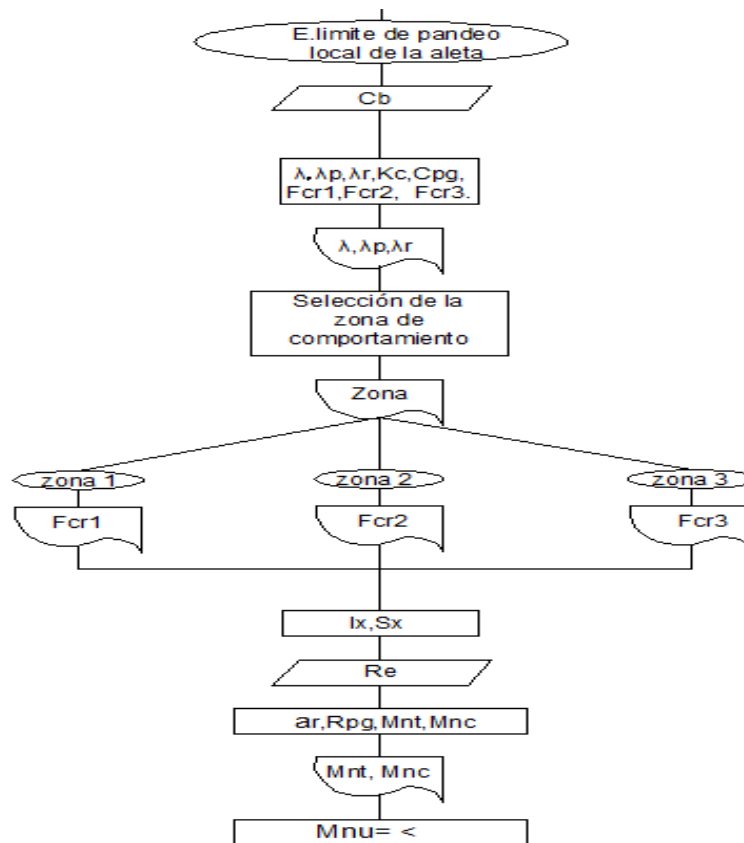 E.limite de pandeo
local de la aleta
Cb
λ,λp,λr,Kc,Cpg,
Fcr1,Fcr2, Fcr3.
λ,λp,λr
Selección de la
zona de
comportamiento
Zona
zona 1
zona 2
zona 3
Fcr1
Fcr2
Fcr3
Ix,Sx
Re
ar,Rpg,Mnt,Mnc
Mnt, Mnc
Mnu= <